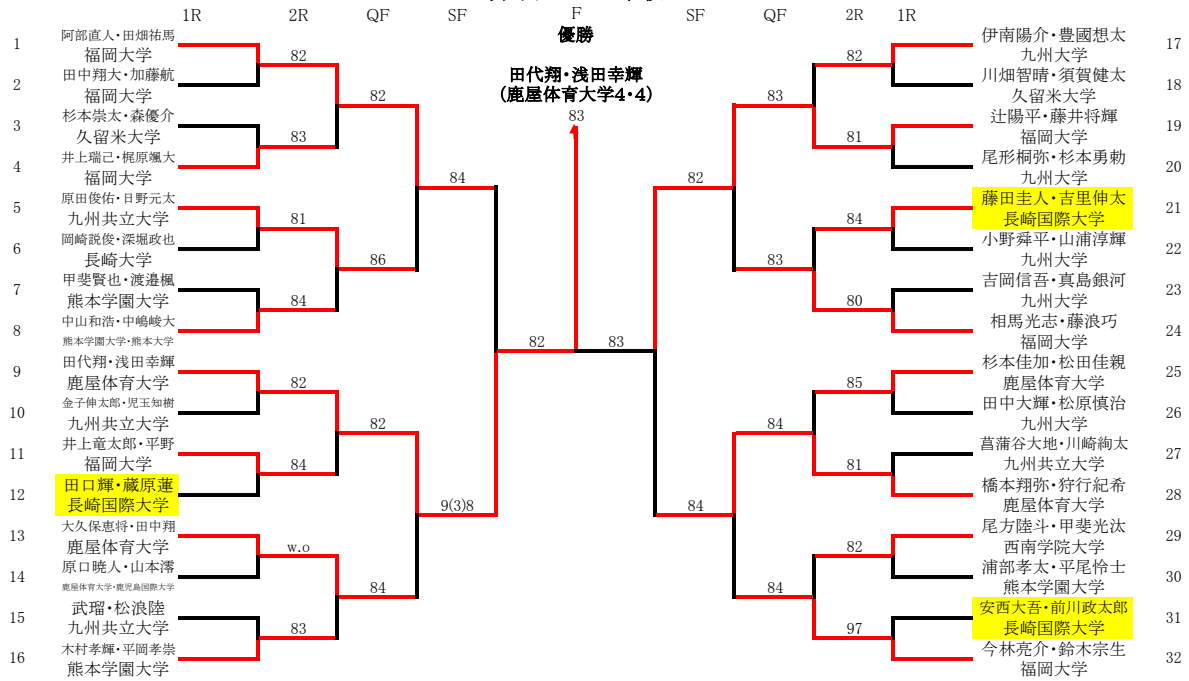 1R 2R QF SF F SF QF 2R 1R
優勝
田代翔・浅田幸輝
(鹿屋体育大学4・4)
83
1 阿部直人・田畑祐馬
福岡大学
82
2 田中翔大・加藤航
福岡大学
82
3 杉本崇太・森優介
久留米大学
83
4 井上瑞己・梶原颯大
福岡大学
84
5 原田俊佑・日野元太
九州共立大学
81
6 岡崎説俊・深堀政也
長崎大学
86
7 甲斐賢也・渡邉楓
熊本学園大学
84
8 中山和浩・中嶋峻大
熊本学園大学・熊本大学
82
9 田代翔・浅田幸輝
鹿屋体育大学
82
10 金子伸太郎・児玉知樹
九州共立大学
82
11 井上竜太郎・平野
福岡大学
84
12 田口輝・蔵原蓮
長崎国際大学
9(3)8
13 大久保恵将・田中翔
鹿屋体育大学
w.o
14 原口暁人・山本澪
鹿屋体育大学・鹿児島国際大学
84
15 武瑠・松浪陸
九州共立大学
83
16 木村孝輝・平岡孝崇
熊本学園大学
伊南陽介・豊國想太 17
九州大学
82
川畑智晴・須賀健太 18
久留米大学
83
辻陽平・藤井将輝 19
福岡大学
81
尾形桐弥・杉本勇勅 20
九州大学
82
藤田圭人・吉里伸太 21
長崎国際大学
84
小野舜平・山浦淳輝 22
九州大学
83
吉岡信吾・真島銀河 23
九州大学
80
相馬光志・藤浪巧 24
福岡大学
83
杉本佳加・松田佳親 25
鹿屋体育大学
85
田中大輝・松原慎治 26
九州大学
84
菖蒲谷大地・川崎絢太 27
九州共立大学
81
橋本翔弥・狩行紀希 28
鹿屋体育大学
84
尾方陸斗・甲斐光汰 29
西南学院大学
82
浦部孝太・平尾怜士 30
熊本学園大学
84
安西大吾・前川政太郎 31
長崎国際大学
97
今林亮介・鈴木宗生 32
福岡大学